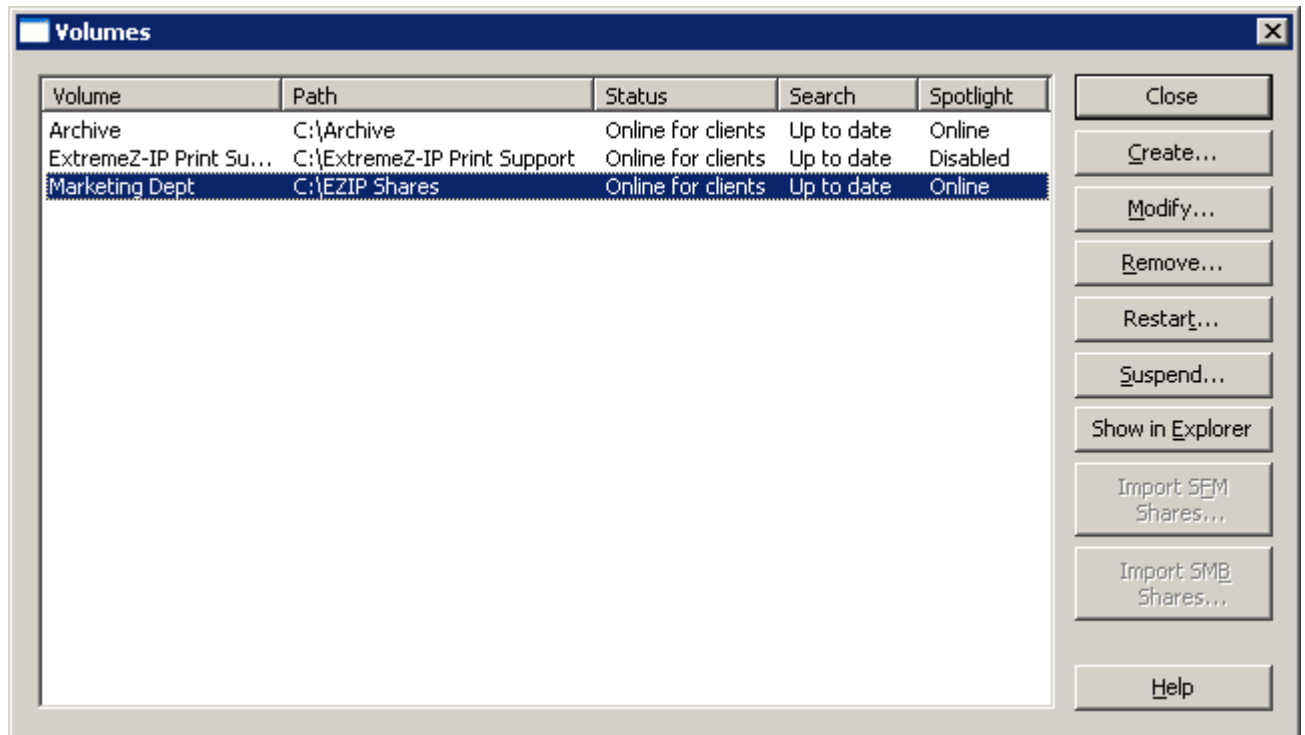 Volumes
Volume Path Status Search Spotlight
Archive C:\Archive Online for clients Up to date Online
ExtremeZ-IP Print Su... C:\ExtremeZ-IP Print Support Online for clients Up to date Disabled
Marketing Dept C:\EZIP Shares Online for clients Up to date Online
Close
Create...
Modify...
Remove...
Restart...
Suspend...
Show in Explorer
Import SFM
Shares...
Import SMB
Shares...
Help